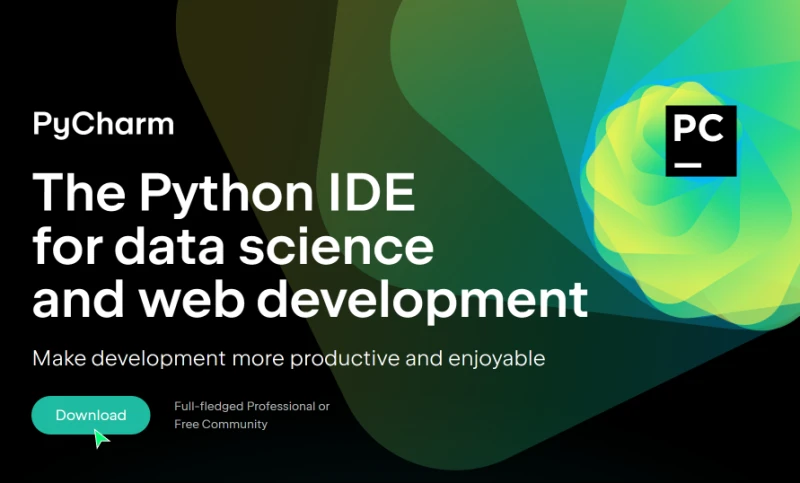 PyCharm
PC
The Python IDE
for data science
and web development
Make development more productive and enjoyable
Download
Full-fledged Professional or
Free Community